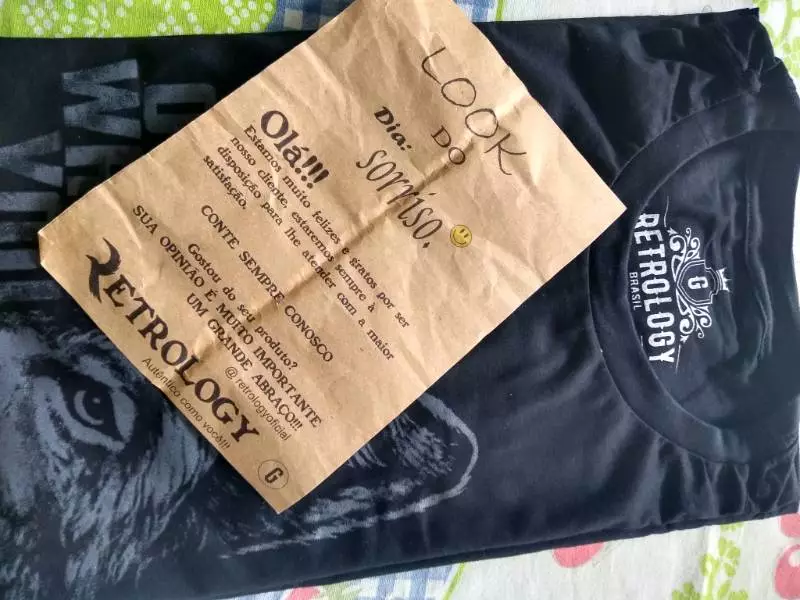 LOOK
DO
Dia:
sorriso.
Olá!!!
Estamos muito felizes e gratos por ser
nosso cliente, estaremos sempre à
disposição para lhe atender com a maior
satisfação.
CONTE SEMPRE CONOSCO
Gostou do seu produto?
SUA OPINIÃO É MUITO IMPORTANTE
UM GRANDE ABRAÇO!!!
@retrologyoficial
RETROLOGY
Autêntico como você!!
G
RETROLOGY
BRASIL
G